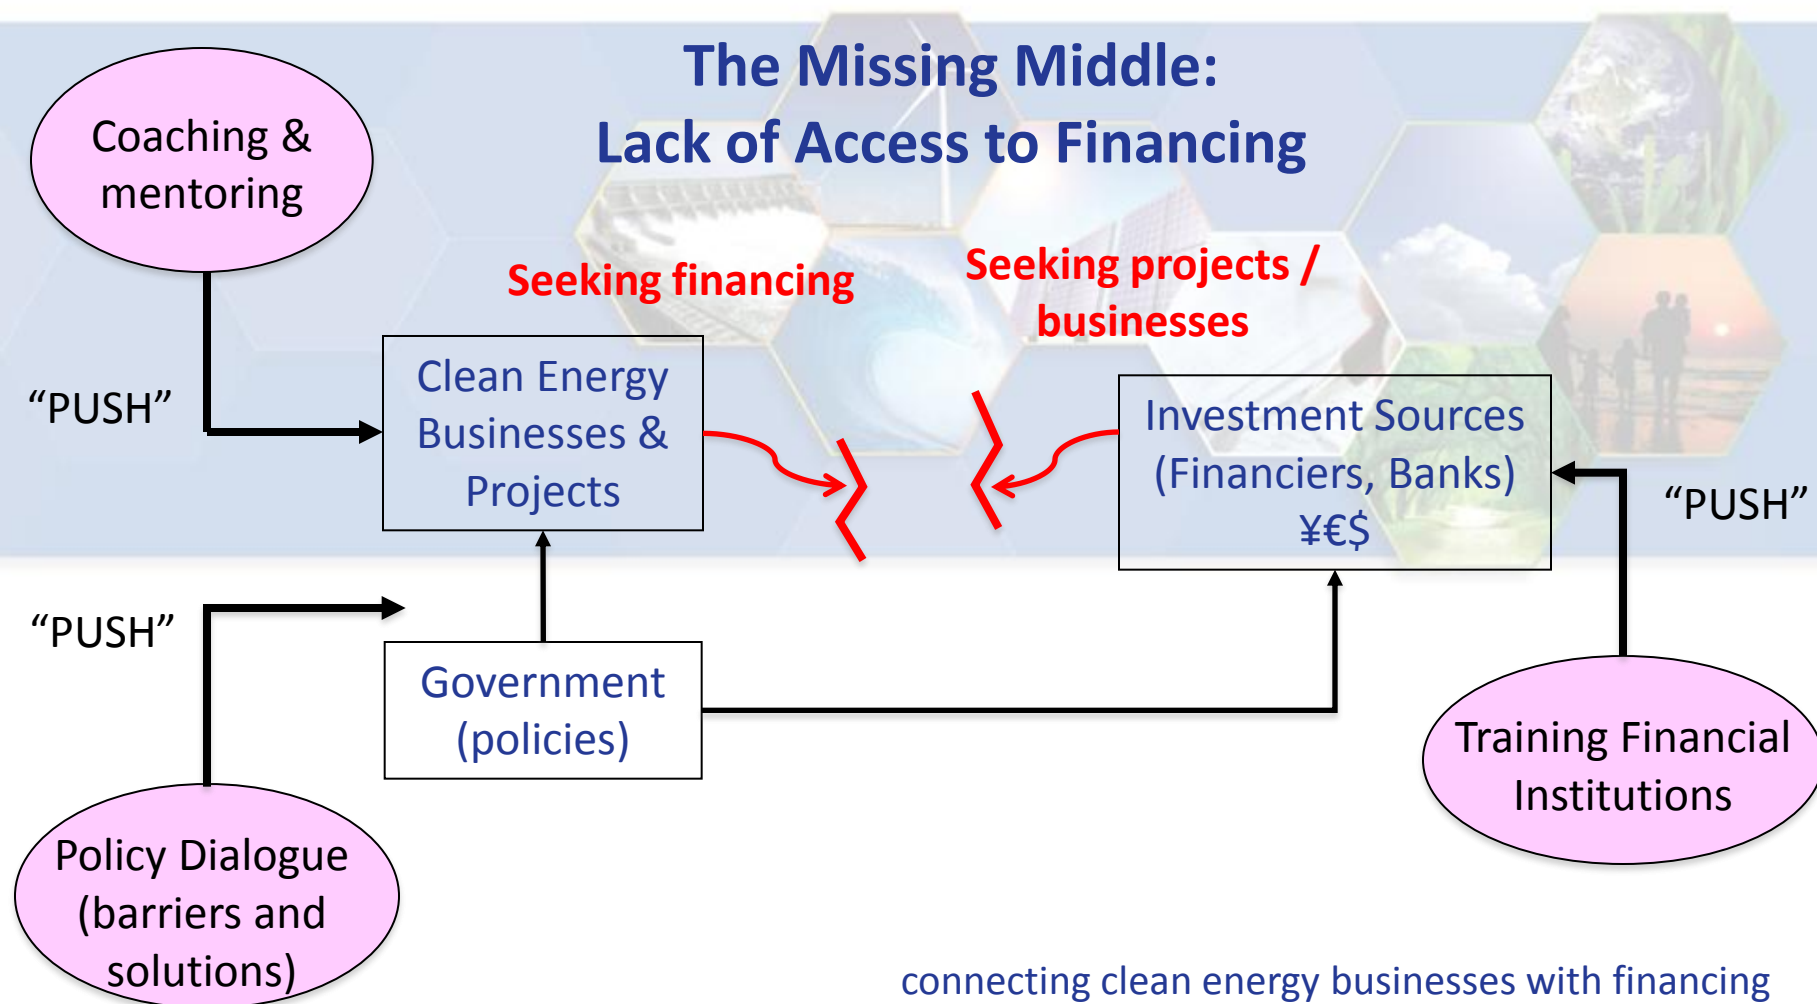 The Missing Middle:
Lack of Access to Financing
Coaching &
mentoring
Seeking financing
Seeking projects /
businesses
“PUSH”
Clean Energy
Businesses &
Projects
Investment Sources
(Financiers, Banks)
¥€$
“PUSH”
“PUSH”
Government
(policies)
Training Financial
Institutions
Policy Dialogue
(barriers and
solutions)
connecting clean energy businesses with financing